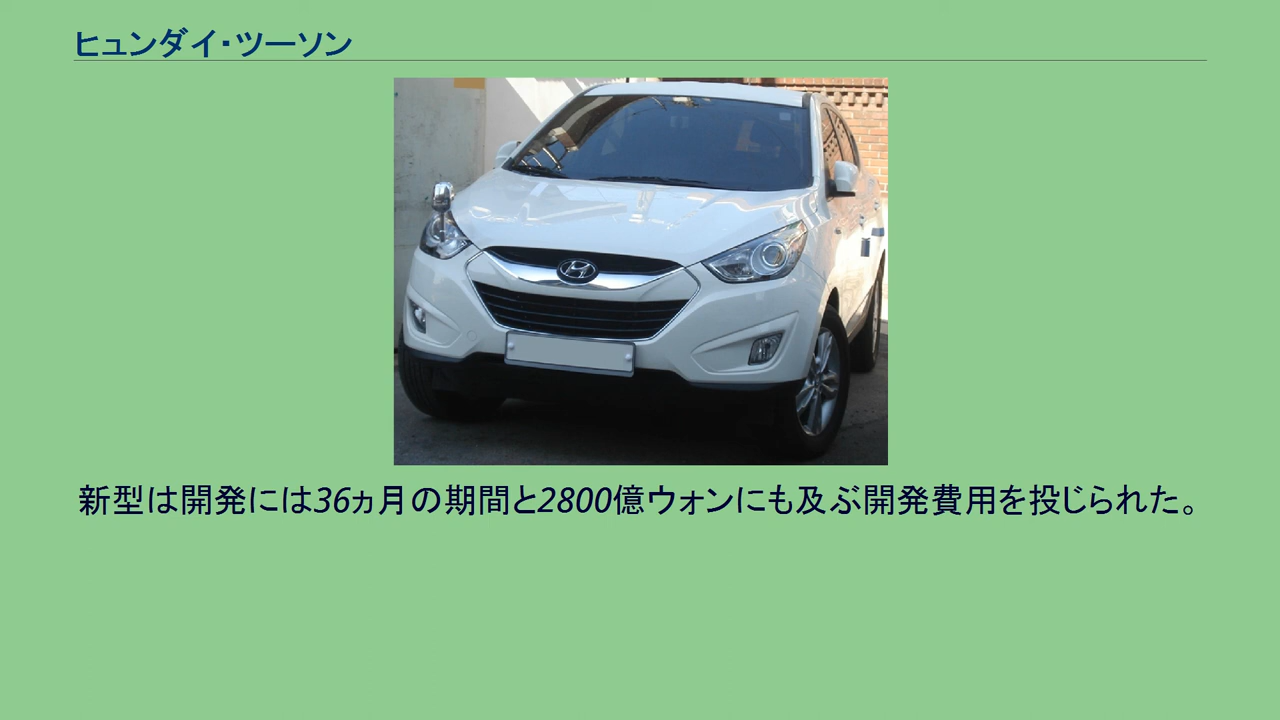 ヒュンダイ・ツーソン
新型は開発には36ヵ月の期間と2800億ウォンにも及ぶ開発費用を投じられた。